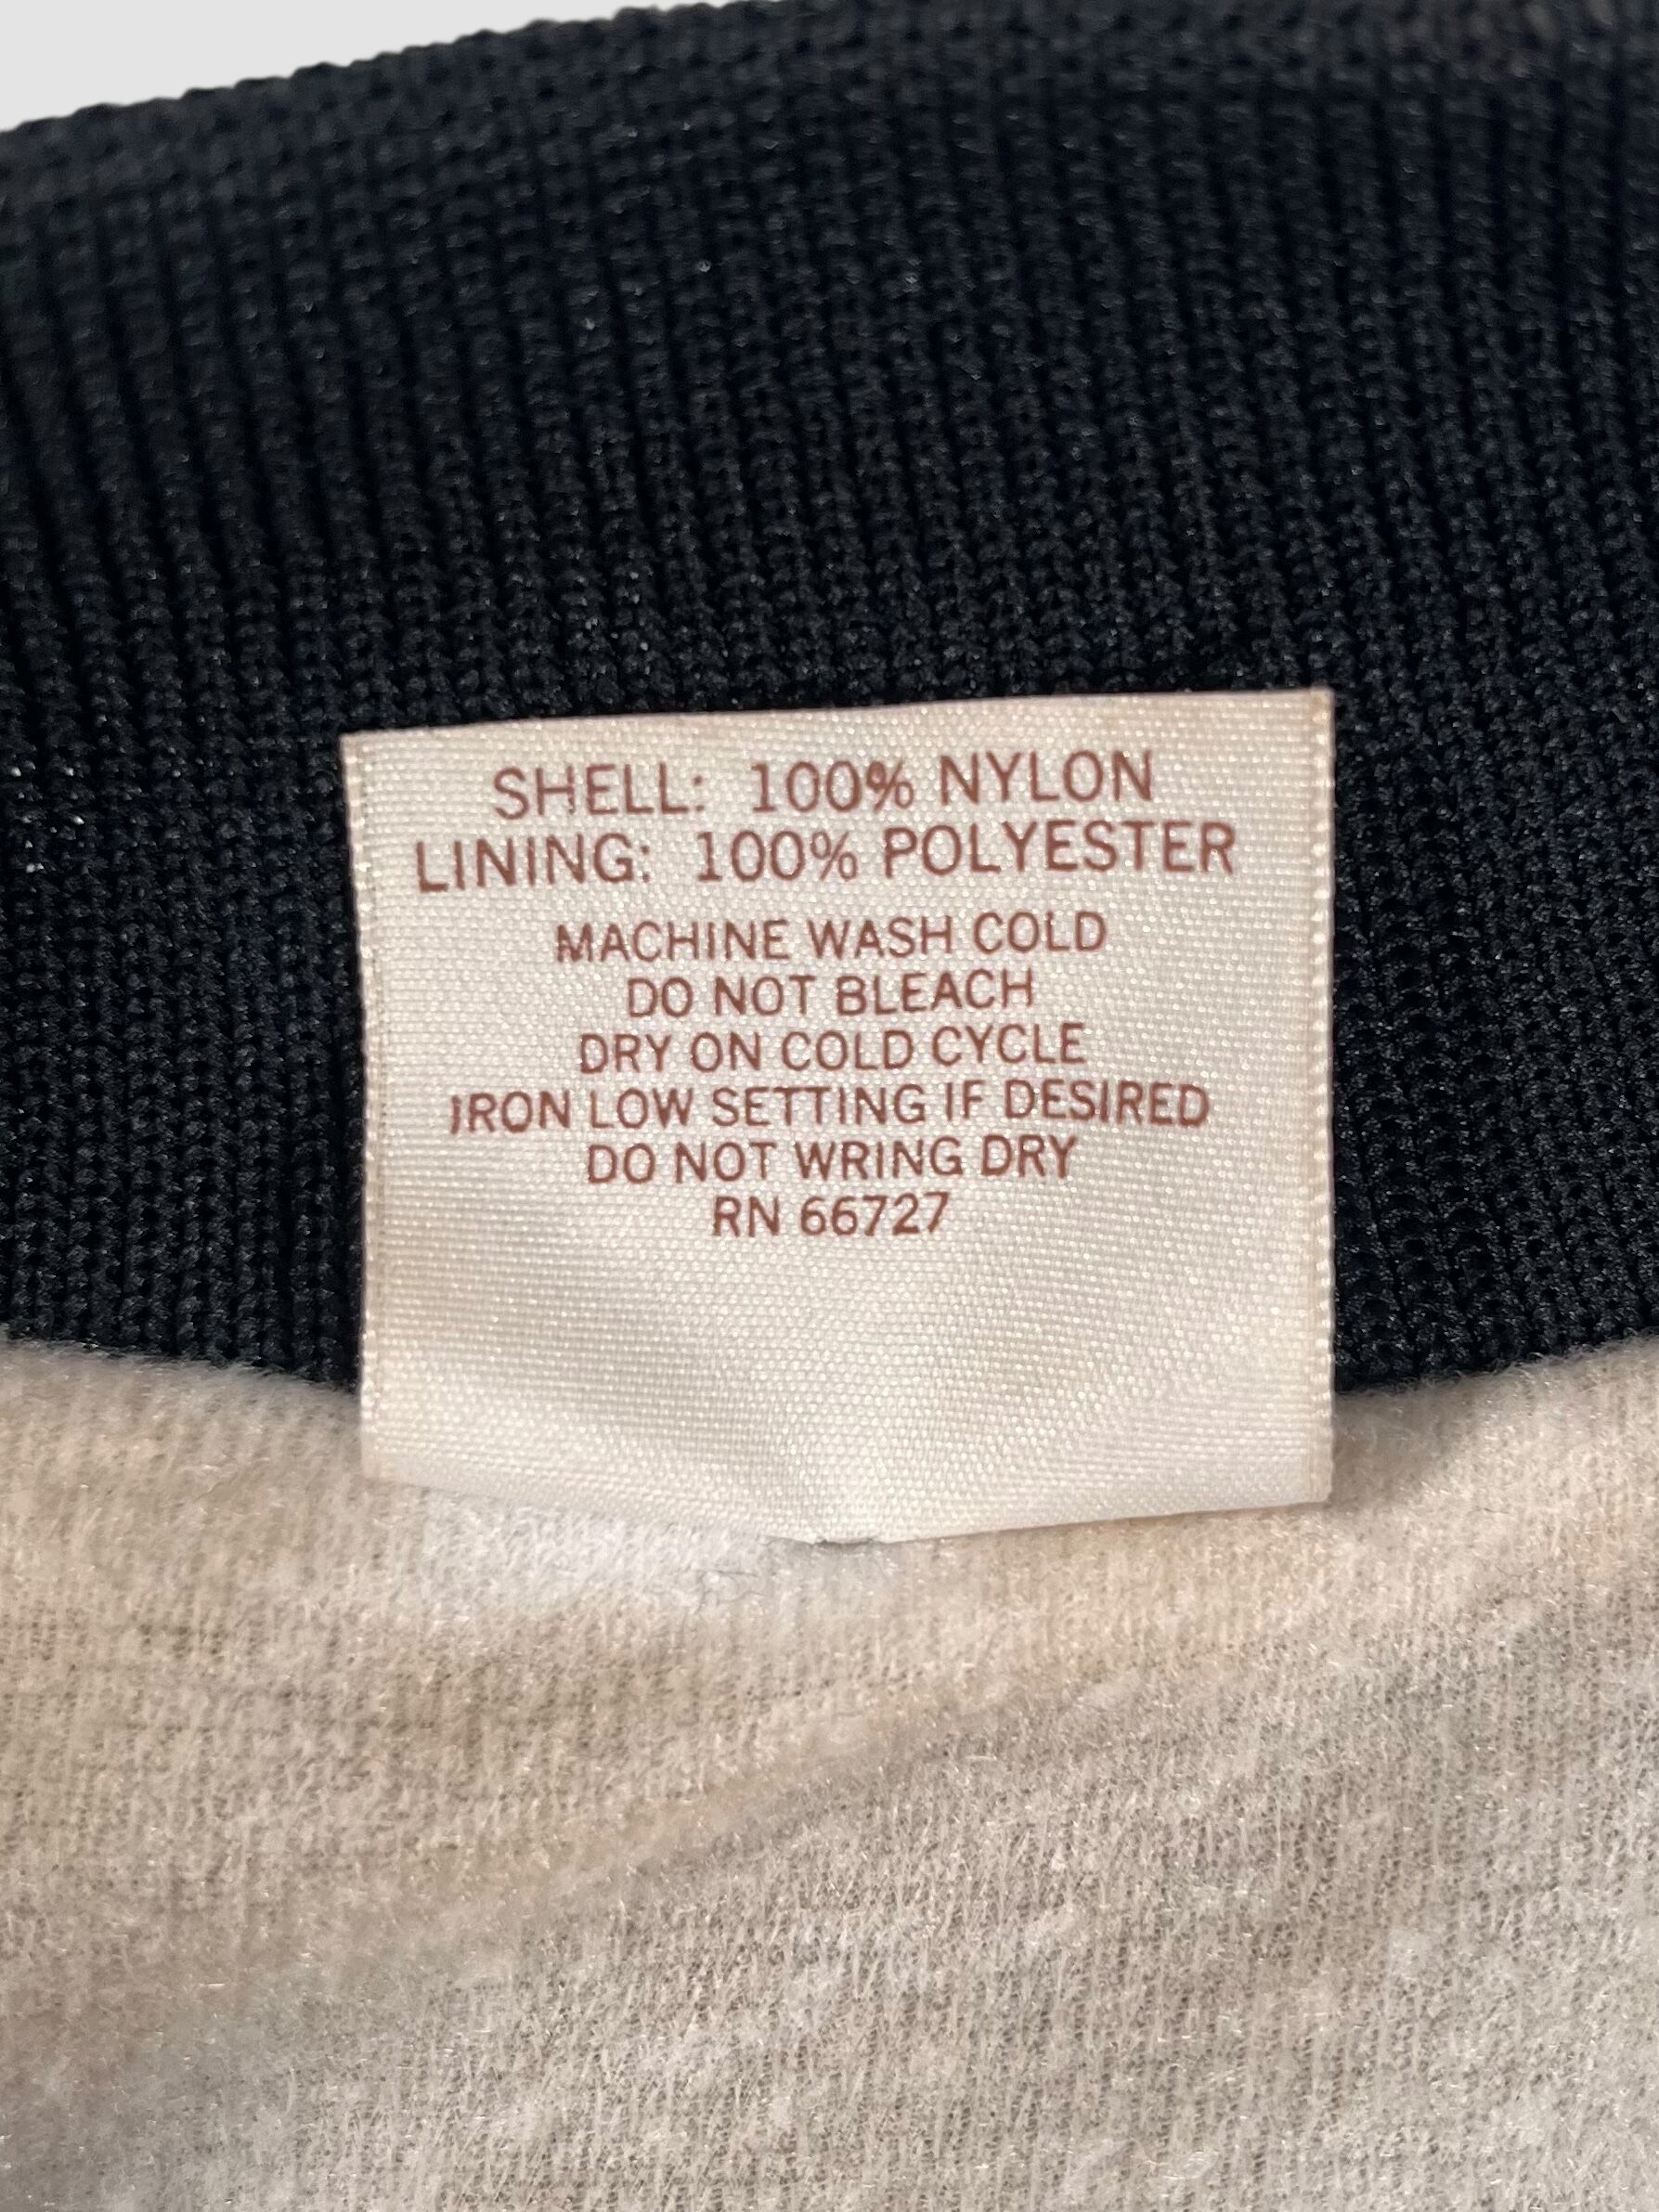 SHELL: 100% NYLON
LINING: 100% POLYESTER
MACHINE WASH COLD
DO NOT BLEACH
DRY ON COLD CYCLE
IRON LOW SETTING IF DESIRED
DO NOT WRING DRY
RN 66727